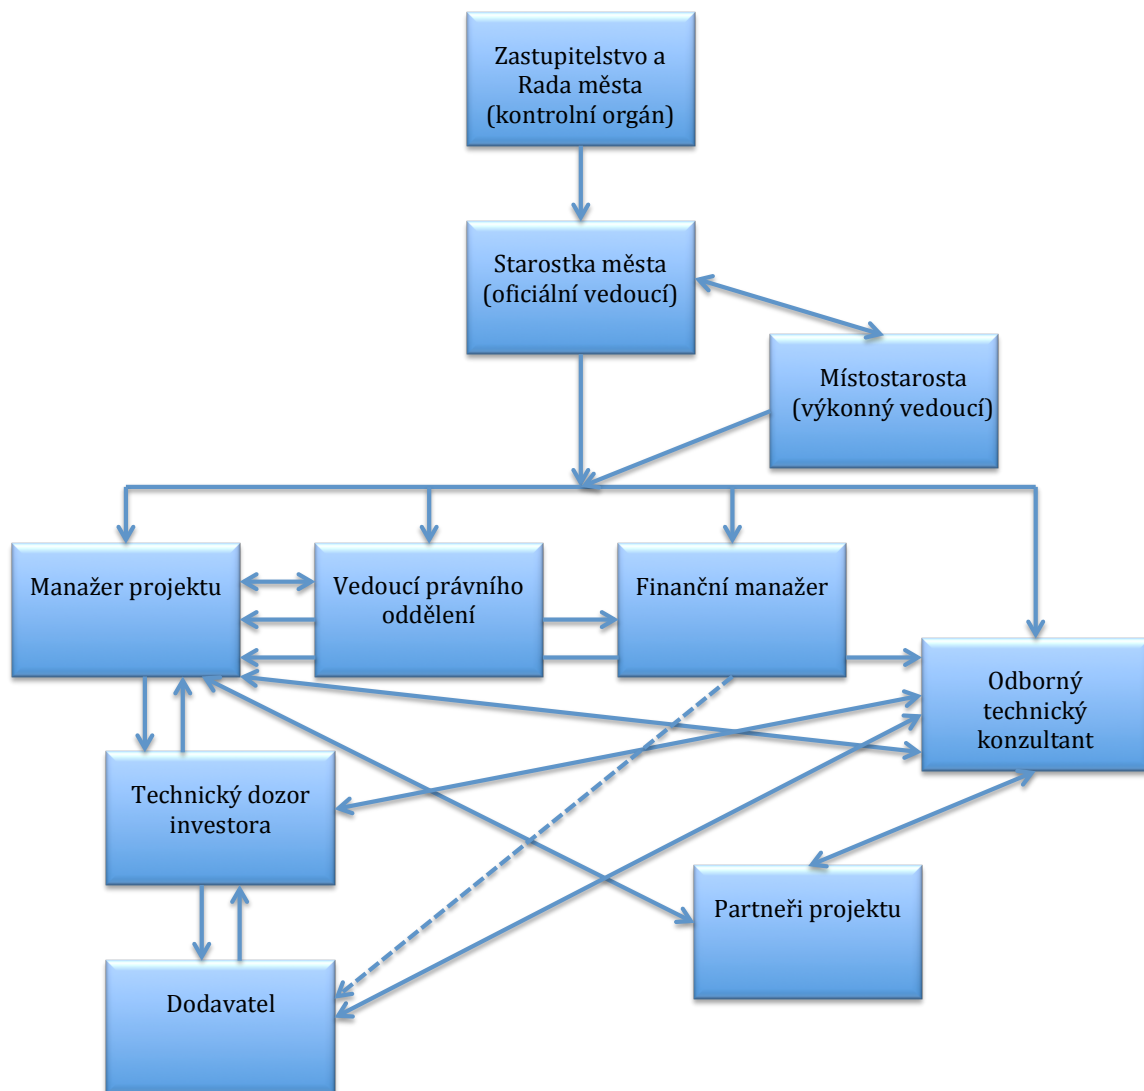 Zastupitelstvo a
Rada města
(kontrolní orgán)
Starostka města
(oficiální vedoucí)
Místostarosta
(výkonný vedoucí)
Manažer projektu
Vedoucí právního
oddělení
Finanční manažer
Odborný
technický
konzultant
Technický dozor
investora
Partneři projektu
Dodavatel